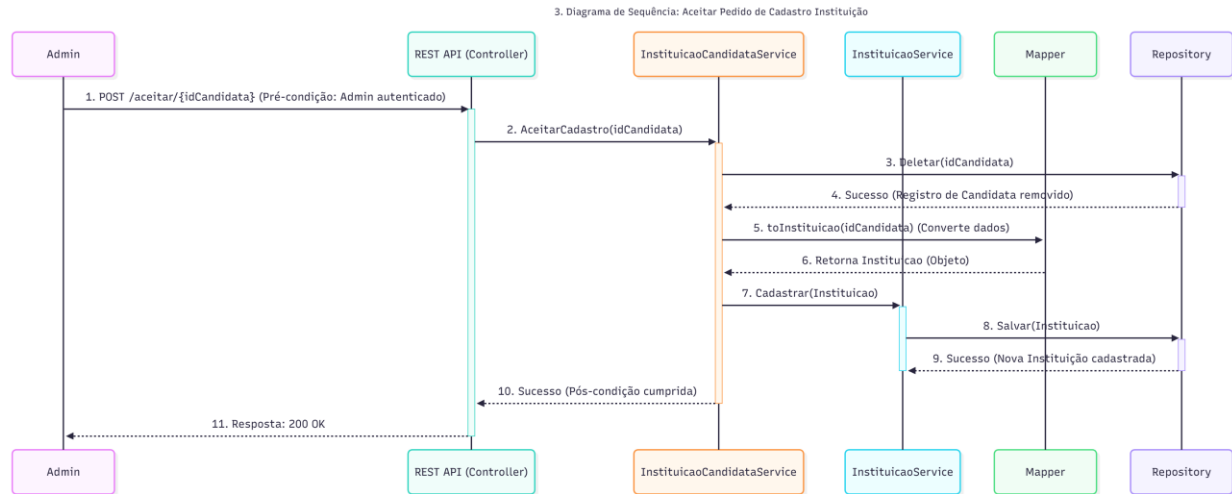 3. Diagrama de Sequência: Aceitar Pedido de Cadastro Instituição
Admin
REST API (Controller)
InstituicaoCandidataService
InstituicaoService
Mapper
Repository
1. POST /aceitar/{idCandidata} (Pré-condição: Admin autenticado)
2. AceitarCadastro(idCandidata)
3. Deletar(idCandidata)
4. Sucesso (Registro de Candidata removido)
5. toInstituicao(idCandidata) (Converte dados)
6. Retorna Instituicao (Objeto)
7. Cadastrar(Instituicao)
8. Salvar(Instituicao)
9. Sucesso (Nova Instituição cadastrada)
10. Sucesso (Pós-condição cumprida)
11. Resposta: 200 OK
Admin
REST API (Controller)
InstituicaoCandidataService
InstituicaoService
Mapper
Repository